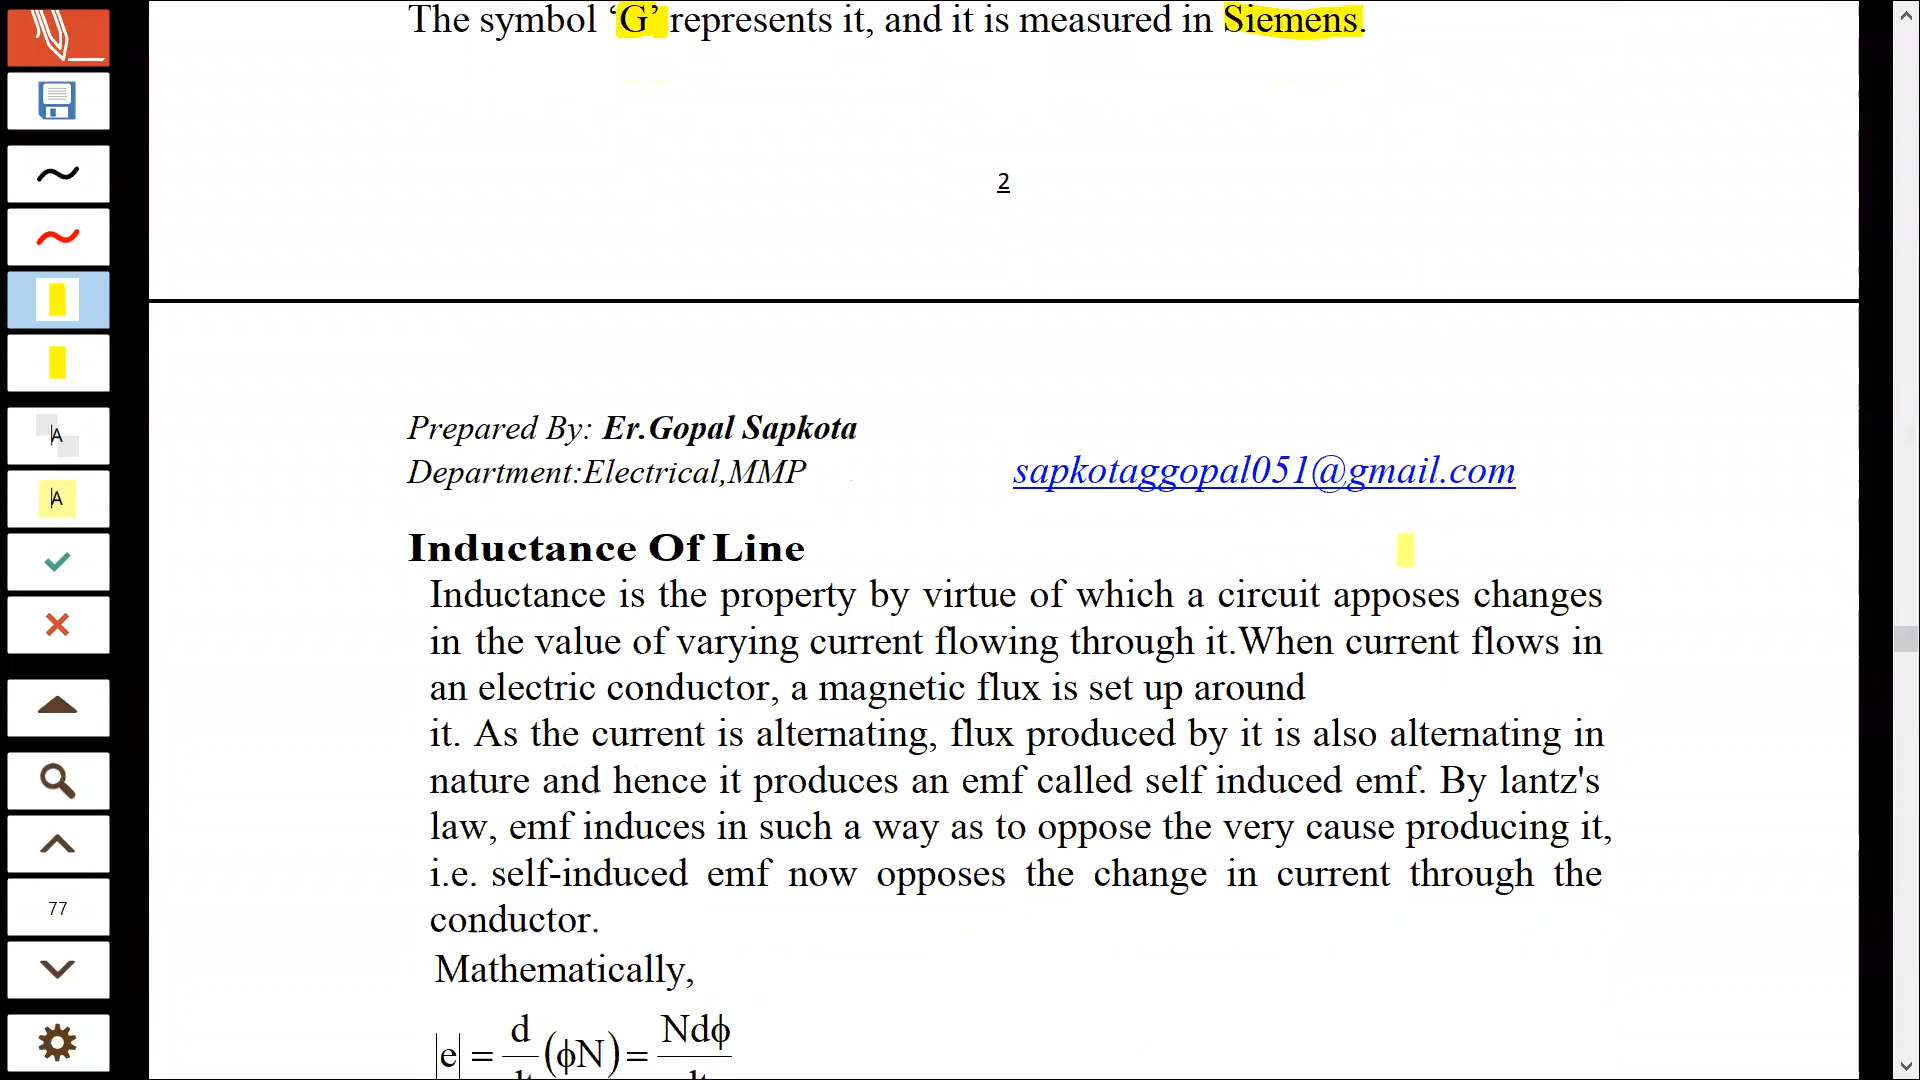 The symbol ‘G’ represents it, and it is measured in Siemens.
2
Prepared By: Er.Gopal Sapkota
Department:Electrical,MMP sapkotaggopal051@gmail.com
Inductance Of Line
Inductance is the property by virtue of which a circuit apposes changes
in the value of varying current flowing through it.When current flows in
an electric conductor, a magnetic flux is set up around
it. As the current is alternating, flux produced by it is also alternating in
nature and hence it produces an emf called self induced emf. By lantz's
law, emf induces in such a way as to oppose the very cause producing it,
i.e. self-induced emf now opposes the change in current through the
conductor.
Mathematically,
|e| = d (ϕN) = Ndϕ
A
A
77